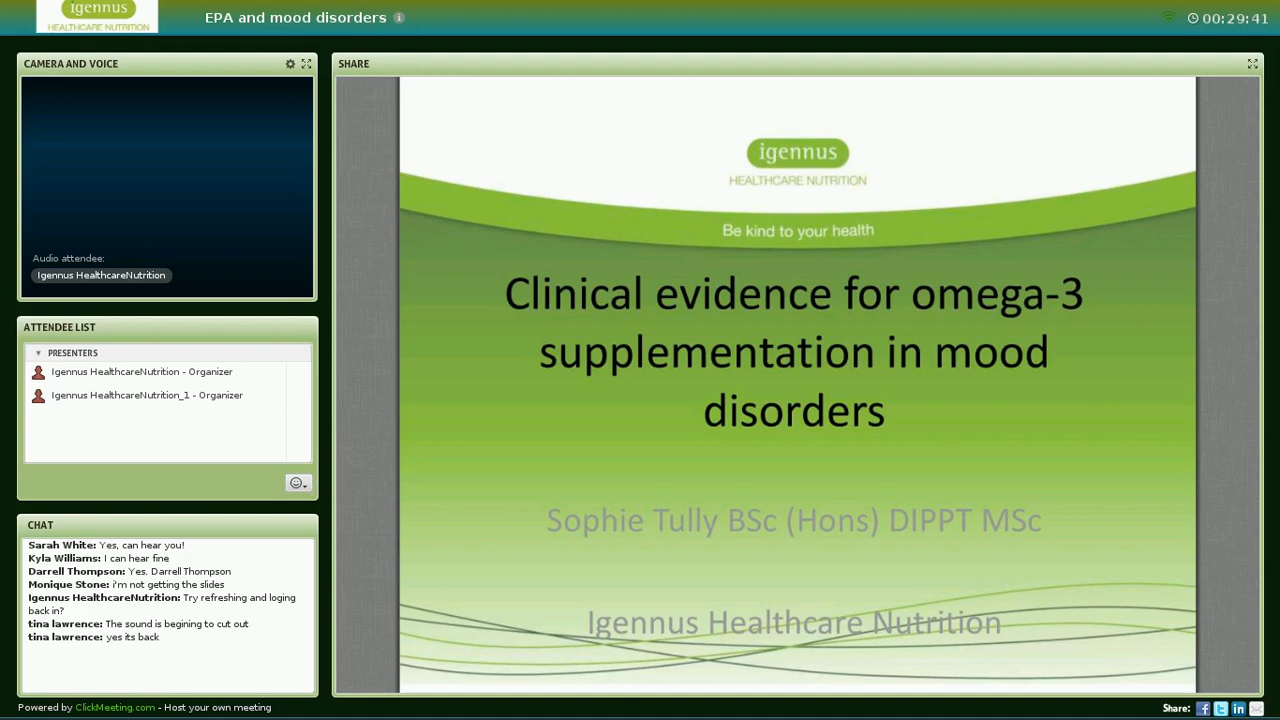 igennus
HEALTHCARE NUTRITION
EPA and mood disorders
00:29:41
CAMERA AND VOICE
Audio attendee:
Igennus HealthcareNutrition
ATTENDEE LIST
PRESENTERS
Igennus HealthcareNutrition - Organizer
Igennus HealthcareNutrition_1 - Organizer
CHAT
Sarah White: Yes, can hear you!
Kyla Williams: I can hear fine
Darrell Thompson: Yes. Darrell Thompson
Monique Stone: i'm not getting the slides
Igennus HealthcareNutrition: Try refreshing and loging
back in?
tina lawrence: The sound is begining to cut out
tina lawrence: yes its back
SHARE
igennus
HEALTHCARE NUTRITION
Be kind to your health
Clinical evidence for omega-3
supplementation in mood
disorders
Sophie Tully BSc (Hons) DIPPT MSc
Igennus Healthcare Nutrition
Powered by ClickMeeting.com - Host your own meeting
Share: